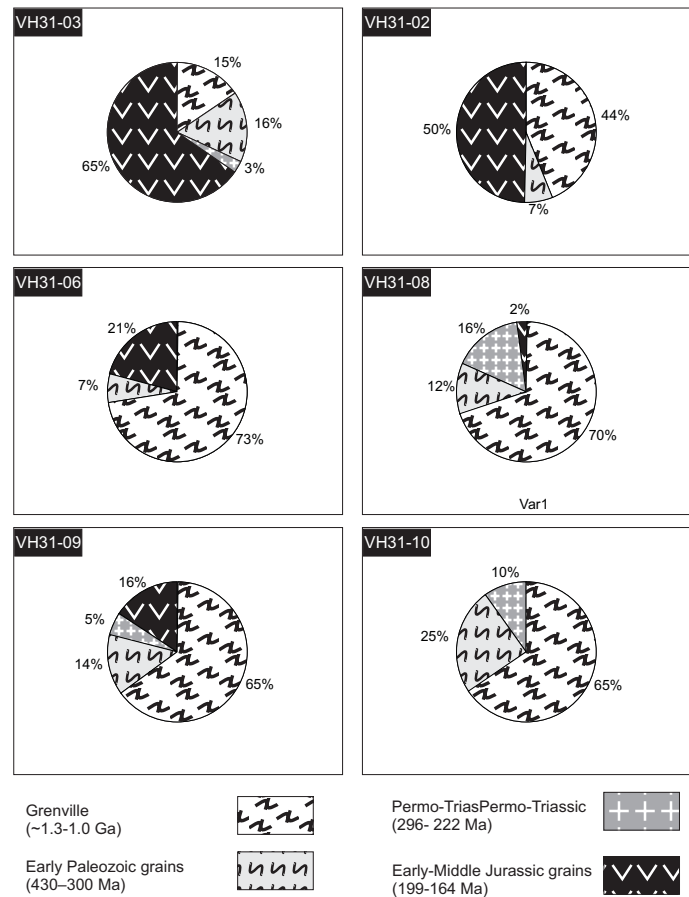 VH31-03
15%
16%
3%
65%
VH31-02
44%
7%
50%
VH31-06
21%
7%
73%
VH31-08
2%
16%
12%
70%
Var1
VH31-09
16%
5%
14%
65%
VH31-10
10%
25%
65%
Grenville
(~1.3-1.0 Ga)
Early Paleozoic grains
(430–300 Ma)
Permo-TriasPermo-Triassic
(296- 222 Ma)
Early-Middle Jurassic grains
(199-164 Ma)